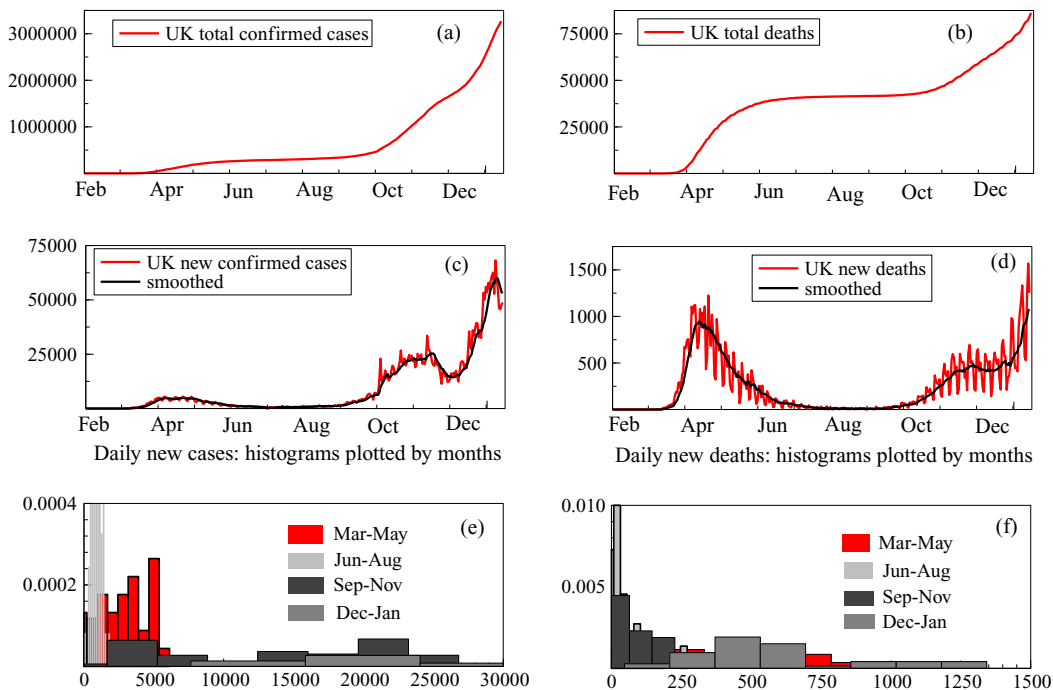 3000000
2000000
1000000
UK total confirmed cases
(a)
Feb Apr Jun Aug Oct Dec
75000
50000
25000
UK total deaths
(b)
Feb Apr Jun Aug Oct Dec
75000
50000
25000
UK new confirmed cases
smoothed
(c)
Feb Apr Jun Aug Oct Dec
1500
1000
500
UK new deaths
smoothed
(d)
Feb Apr Jun Aug Oct Dec
Daily new cases: histograms plotted by months
Daily new deaths: histograms plotted by months
0.0004
0.0002
Mar-May
Jun-Aug
Sep-Nov
Dec-Jan
(e)
0 5000 10000 15000 20000 25000 30000
0.010
0.005
Mar-May
Jun-Aug
Sep-Nov
Dec-Jan
(f)
0 250 500 750 1000 1250 1500